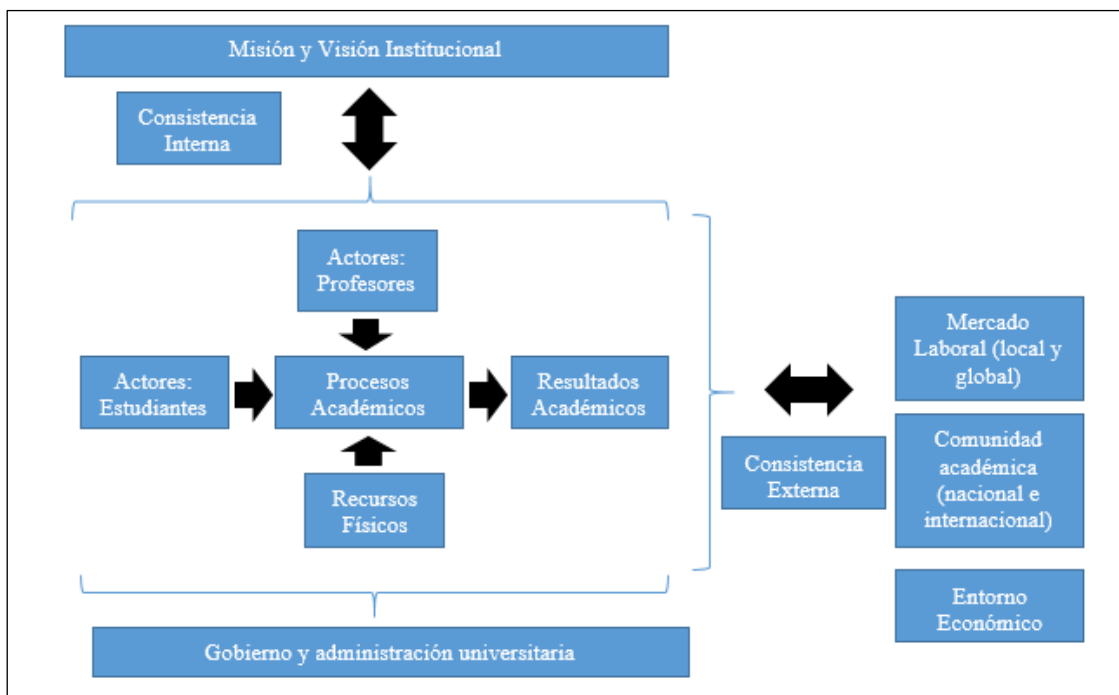 Misión y Visión Institucional
Consistencia
Interna
Actores:
Profesores
Actores:
Estudiantes
Procesos
Académicos
Resultados
Académicos
Recursos
Físicos
Gobierno y administración universitaria
Consistencia
Externa
Mercado
Laboral (local y
global)
Comunidad
académica
(nacional e
internacional)
Entorno
Económico